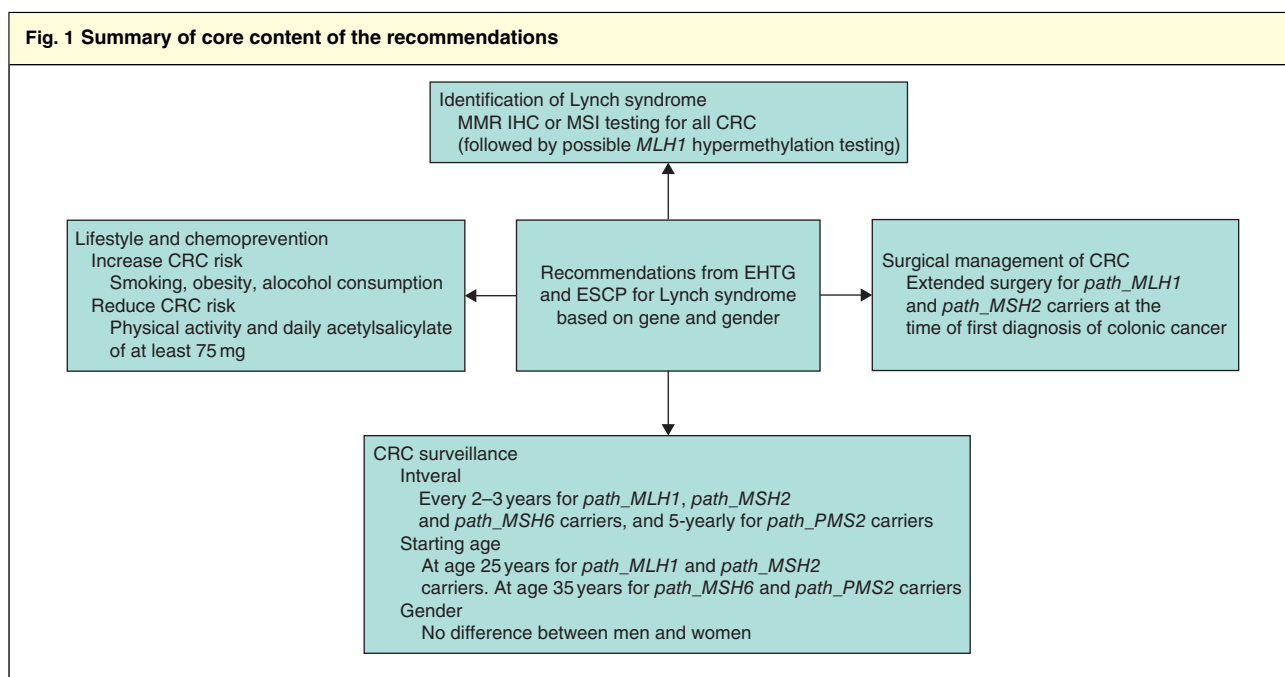 Fig. 1 Summary of core content of the recommendations
Identification of Lynch syndrome
MMR IHC or MSI testing for all CRC
(followed by possible MLH1 hypermethylation testing)
Lifestyle and chemoprevention
Increase CRC risk
Smoking, obesity, alocohol consumption
Reduce CRC risk
Physical activity and daily acetylsalicylate
of at least 75 mg
Recommendations from EHTG
and ESCP for Lynch syndrome
based on gene and gender
Surgical management of CRC
Extended surgery for path_MLH1
and path_MSH2 carriers at the
time of first diagnosis of colonic cancer
CRC surveillance
Intveral
Every 2–3 years for path_MLH1, path_MSH2
and path_MSH6 carriers, and 5-yearly for path_PMS2 carriers
Starting age
At age 25 years for path_MLH1 and path_MSH2
carriers. At age 35 years for path_MSH6 and path_PMS2 carriers
Gender
No difference between men and women